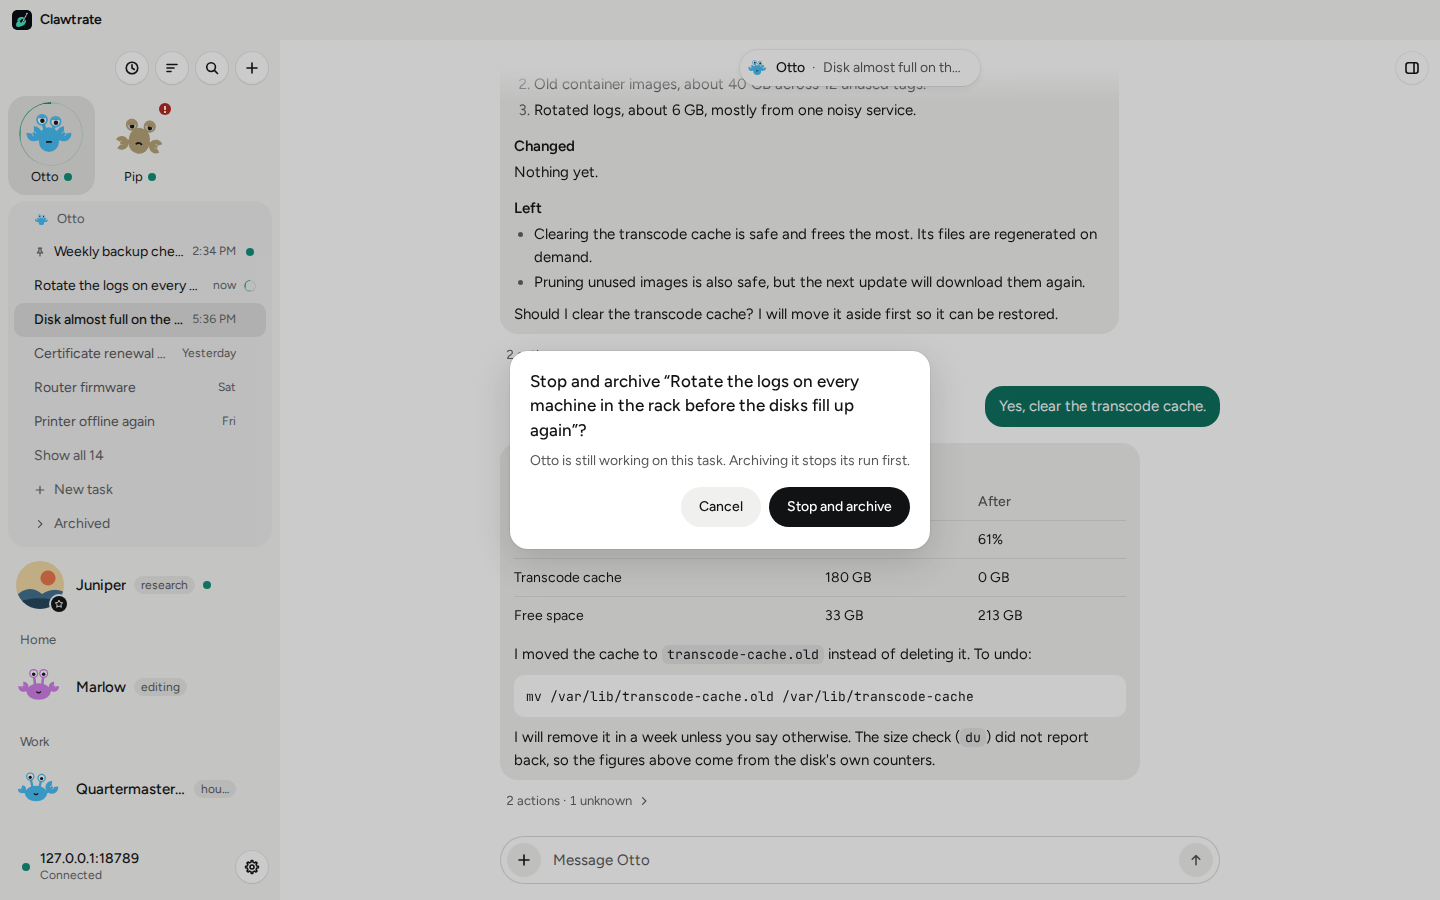 Clawtrate
Otto · Disk almost full on th...
Otto
Pip
Otto
Weekly backup che... 2:34 PM
Rotate the logs on every ... now
Disk almost full on the ... 5:36 PM
Certificate renewal ... Yesterday
Router firmware Sat
Printer offline again Fri
Show all 14
New task
Archived
Juniper research
Home
Marlow editing
Work
Quartermaster... hou...
127.0.0.1:18789
Connected
2. Old container images, about 40 GB across 12 unused tags.
3. Rotated logs, about 6 GB, mostly from one noisy service.
Changed
Nothing yet.
Left
Clearing the transcode cache is safe and frees the most. Its files are regenerated on
demand.
Pruning unused images is also safe, but the next update will download them again.
Should I clear the transcode cache? I will move it aside first so it can be restored.
2
Yes, clear the transcode cache.
Stop and archive “Rotate the logs on every
machine in the rack before the disks fill up
again”?
Otto is still working on this task. Archiving it stops its run first.
Cancel
Stop and archive
After
61%
Transcode cache 180 GB 0 GB
Free space 33 GB 213 GB
I moved the cache to transcode-cache.old instead of deleting it. To undo:
mv /var/lib/transcode-cache.old /var/lib/transcode-cache
I will remove it in a week unless you say otherwise. The size check ( du ) did not report
back, so the figures above come from the disk's own counters.
2 actions · 1 unknown
Message Otto